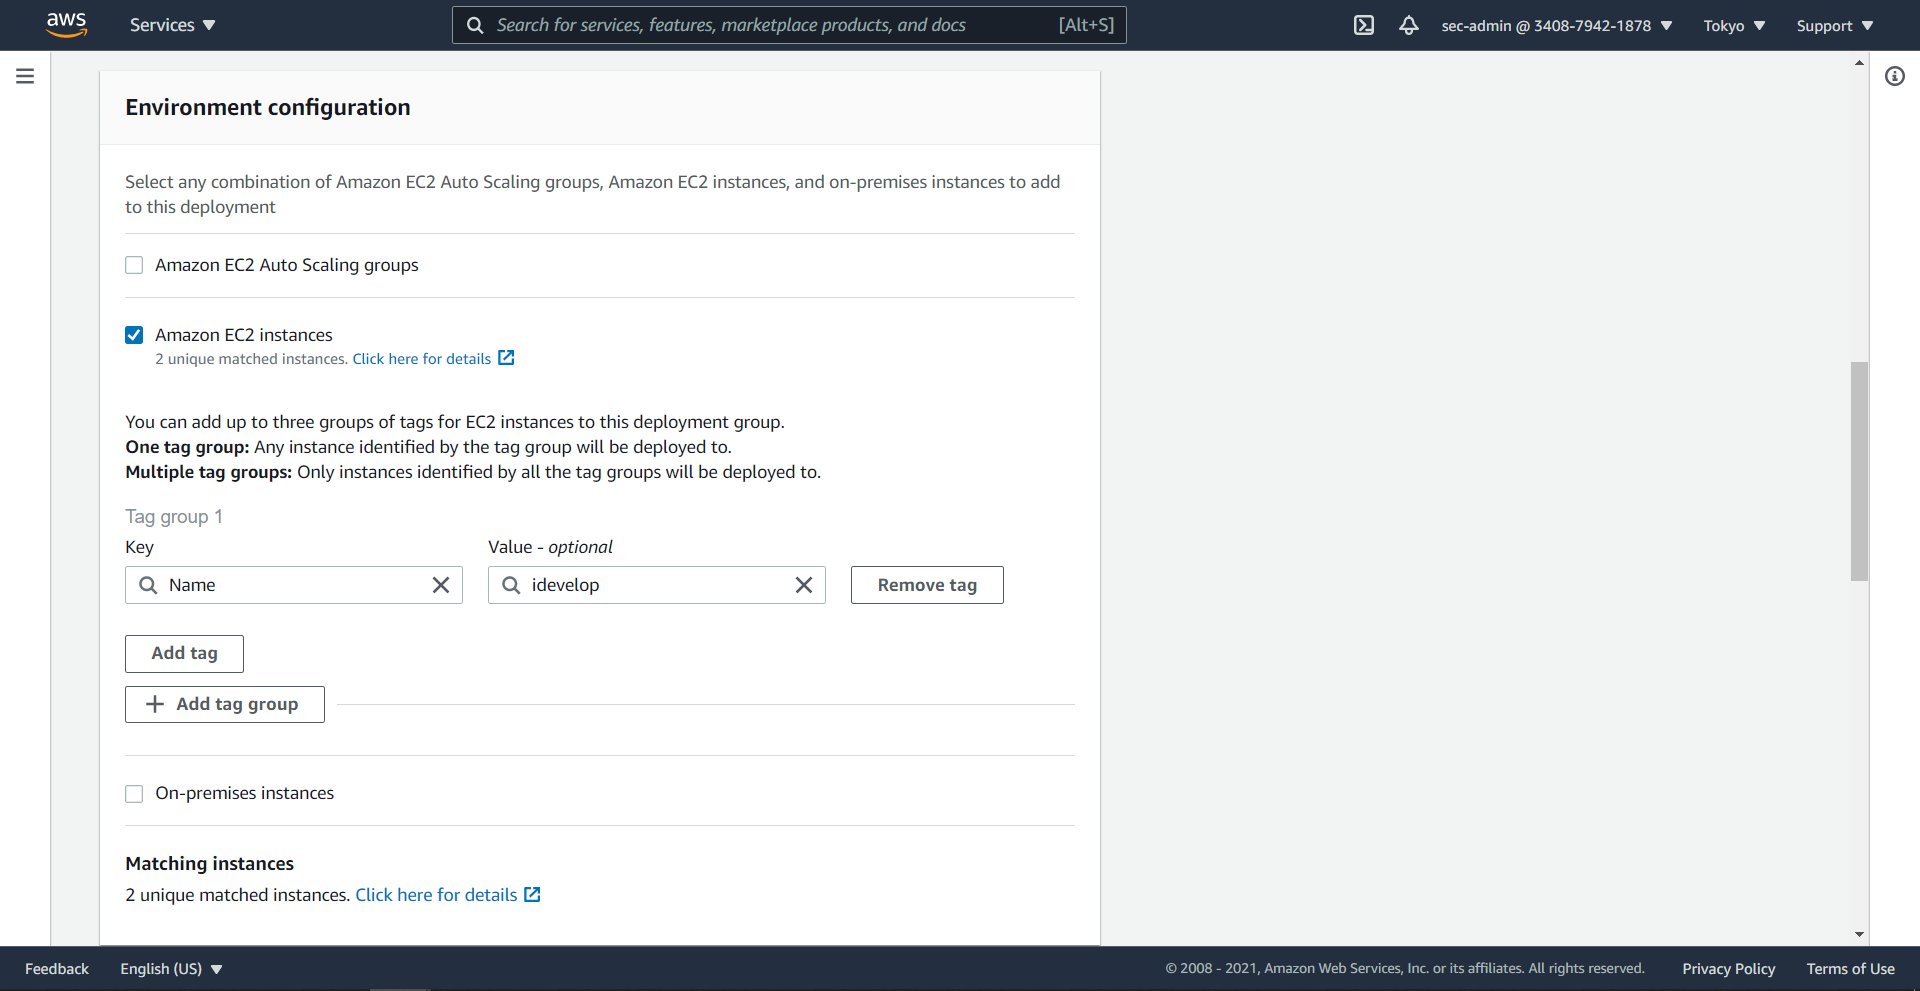 aws
Services
Search for services, features, marketplace products, and docs
[Alt+S]
sec-admin @ 3408-7942-1878
Tokyo
Support
Environment configuration
Select any combination of Amazon EC2 Auto Scaling groups, Amazon EC2 instances, and on-premises instances to add
to this deployment
Amazon EC2 Auto Scaling groups
Amazon EC2 instances
2 unique matched instances. Click here for details
You can add up to three groups of tags for EC2 instances to this deployment group.
One tag group: Any instance identified by the tag group will be deployed to.
Multiple tag groups: Only instances identified by all the tag groups will be deployed to.
Tag group 1
Key
Value - optional
Name
idevelop
Remove tag
Add tag
Add tag group
On-premises instances
Matching instances
2 unique matched instances. Click here for details
Feedback
English (US)
© 2008 - 2021, Amazon Web Services, Inc. or its affiliates. All rights reserved.
Privacy Policy
Terms of Use